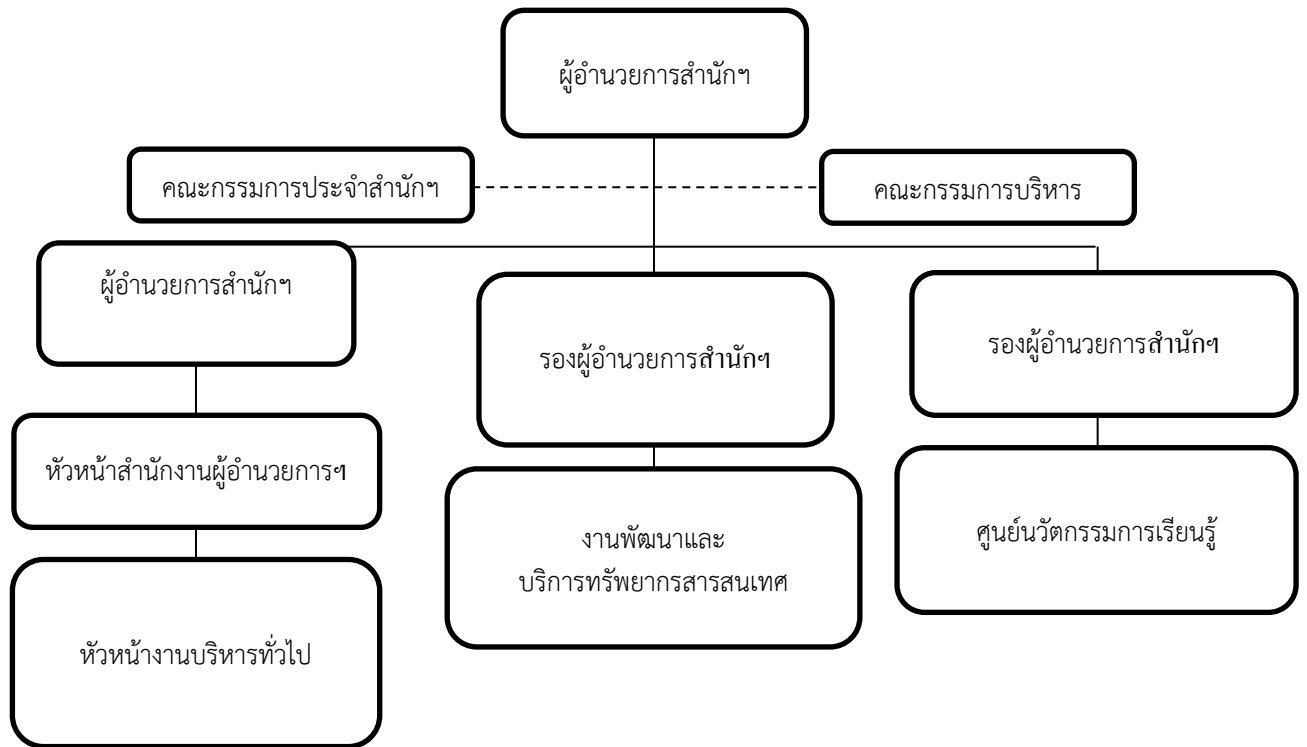 ผู้อำนวยการสำนักฯ
คณะกรรมการประจำสำนักฯ
คณะกรรมการบริหาร
ผู้อำนวยการสำนักฯ
รองผู้อำนวยการสำนักฯ
รองผู้อำนวยการสำนักฯ
หัวหน้าสำนักงานผู้อำนวยการฯ
งานพัฒนาและ
บริการทรัพยากรสารสนเทศ
ศูนย์นวัตกรรมการเรียนรู้
หัวหน้างานบริหารทั่วไป